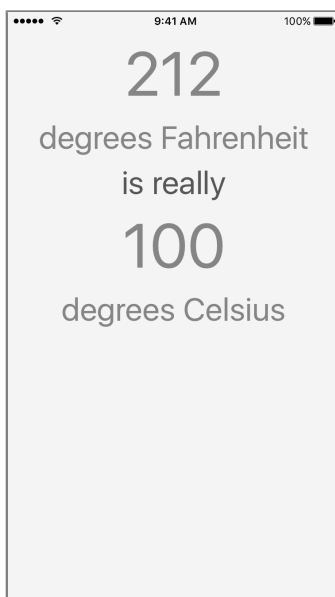 9:41 AM 100%
212
degrees Fahrenheit
is really
100
degrees Celsius